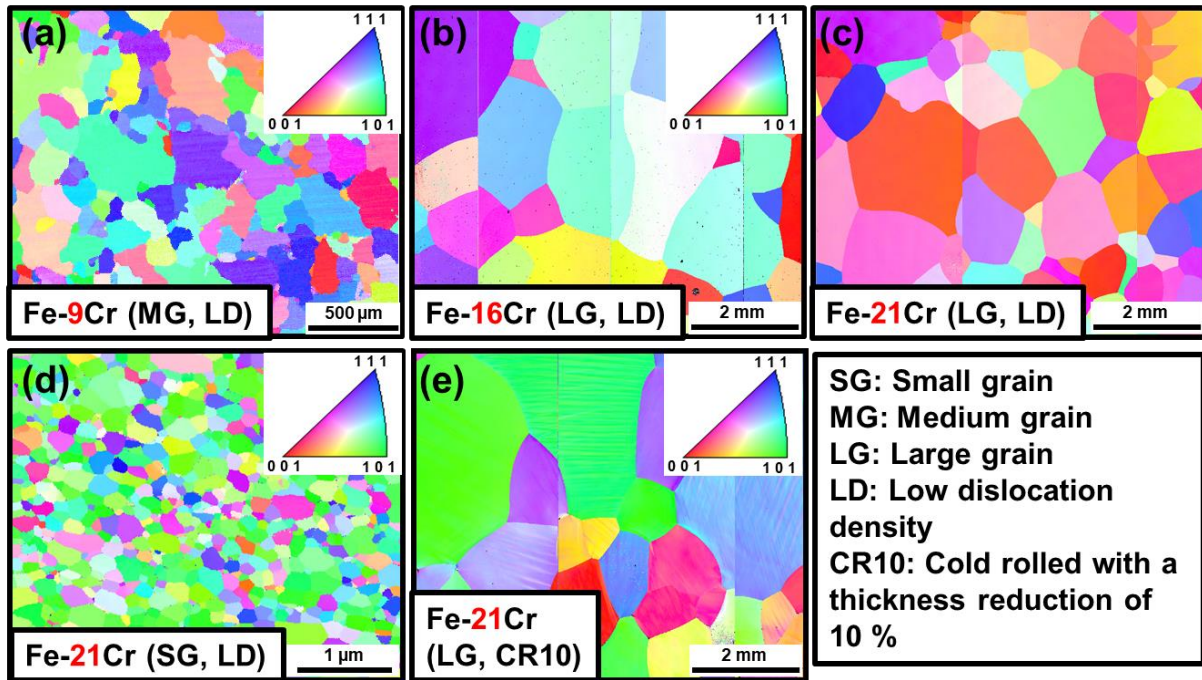 (a)
1 1 1
0 0 1
1 0 1
Fe-9Cr (MG, LD)
500 µm
(b)
1 1 1
0 0 1
1 0 1
Fe-16Cr (LG, LD)
2 mm
(c)
Fe-21Cr (LG, LD)
2 mm
(d)
1 1 1
0 0 1
1 0 1
Fe-21Cr (SG, LD)
1 µm
(e)
1 1 1
0 0 1
1 0 1
Fe-21Cr
(LG, CR10)
2 mm
SG: Small grain
MG: Medium grain
LG: Large grain
LD: Low dislocation
density
CR10: Cold rolled with a
thickness reduction of
10 %